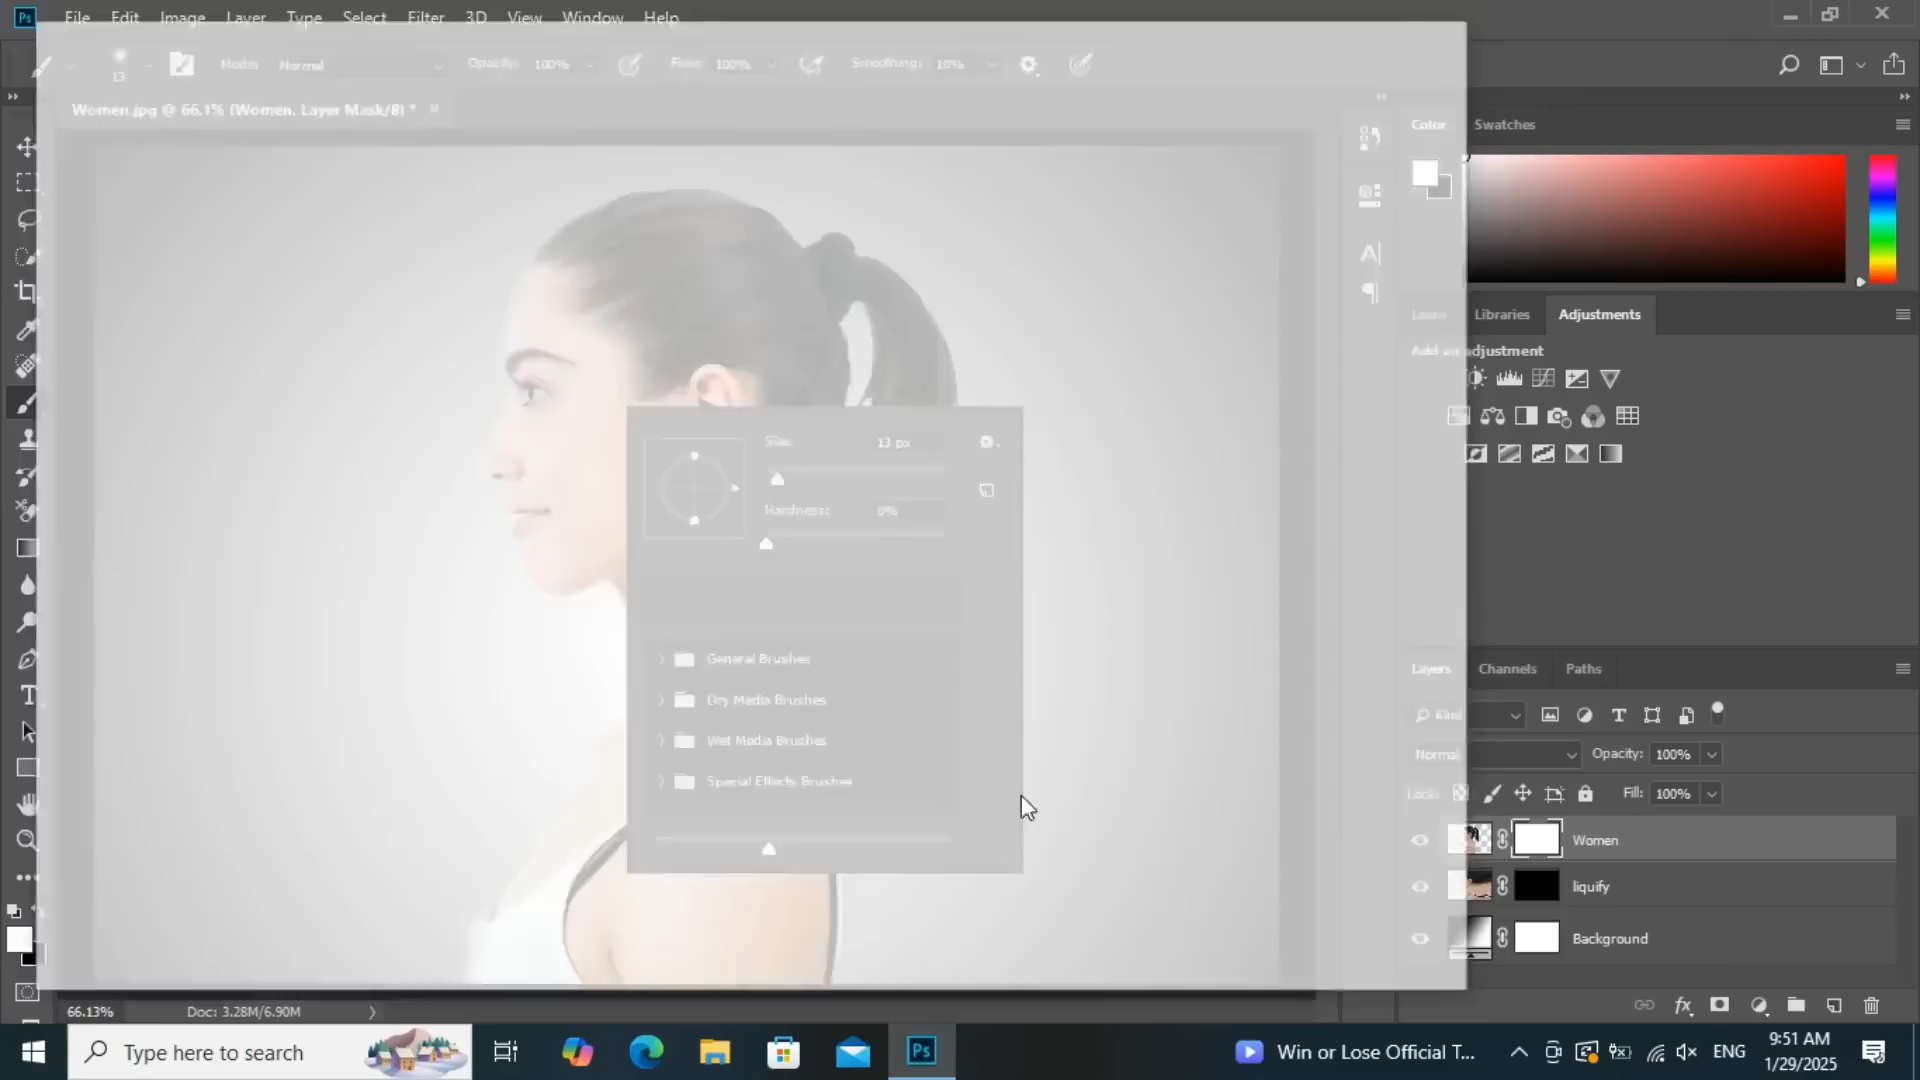 Ps File Edit Image Layer Type Select Filter 3D View Window Help
13 Mode: Normal Opacity: 100% Flow: 100% Smoothing: 10%
Women.jpg @ 66.1% (Women, Layer Mask/8) *
Color Swatches
Learn Libraries Adjustments
Add an adjustment
Size: 13 px
Hardness: 0%
General Brushes
Dry Media Brushes
Wet Media Brushes
Special Effects Brushes
Layers Channels Paths
Kind
Normal Opacity: 100%
Lock: Fill: 100%
Women
liquify
Background
66.13% Doc: 3.28M/6.90M
Type here to search
Ps
Win or Lose Official T...
ENG
9:51 AM
1/29/2025